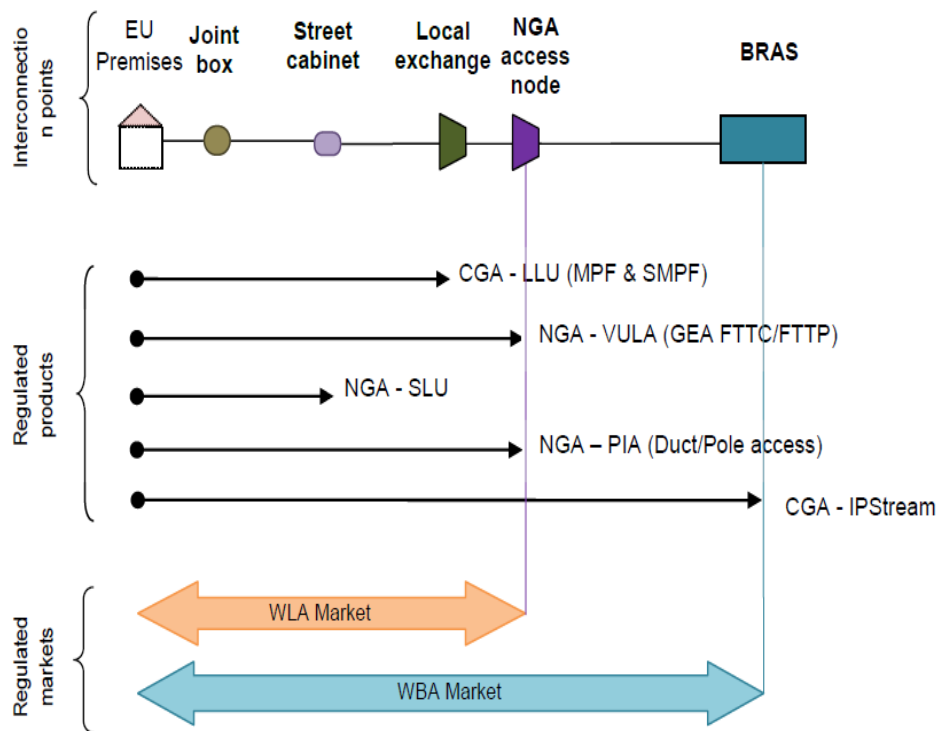 EU
Premises
Joint
box
Street
cabinet
Local
exchange
NGA
access
node
BRAS
Interconnectio
n points
CGA - LLU (MPF & SMPF)
NGA - VULA (GEA FTTC/FTTP)
NGA - SLU
NGA – PIA (Duct/Pole access)
CGA - IPStream
Regulated
products
WLA Market
WBA Market
Regulated
markets